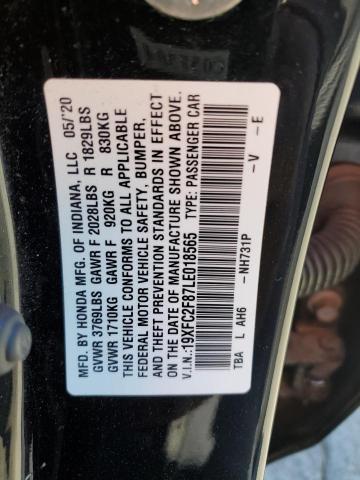 MFD. BY HONDA MFG. OF INDIANA, LLC 05/'20
GVWR 3769LBS GAWR F 2028LBS R 1829LBS
GVWR 1710KG GAWR F 920KG R 830KG
THIS VEHICLE CONFORMS TO ALL APPLICABLE
FEDERAL MOTOR VEHICLE SAFETY, BUMPER,
AND THEFT PREVENTION STANDARDS IN EFFECT
ON THE DATE OF MANUFACTURE SHOWN ABOVE.
V.I.N.: 19XFC2F87LE018565 TYPE: PASSENGER CAR
TBA L AH6 -NH731P -V -E